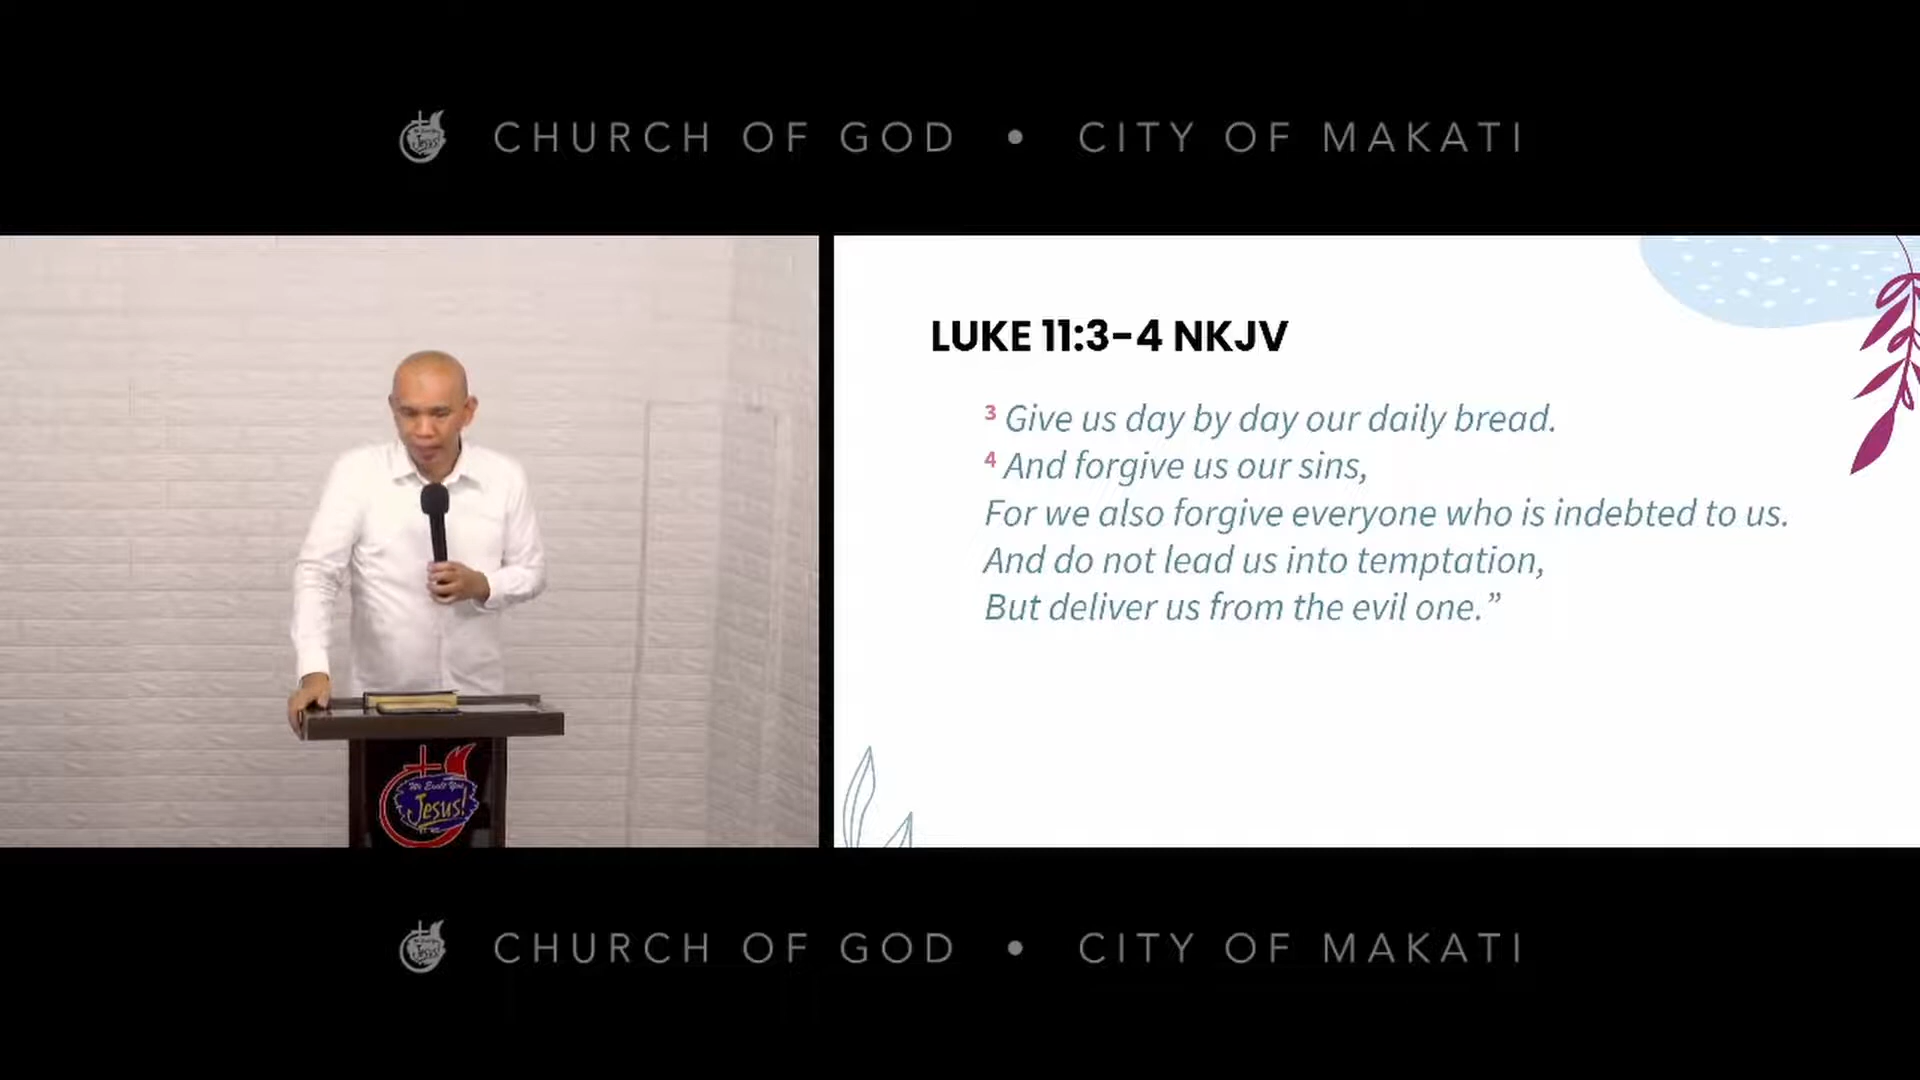 CHURCH OF GOD • CITY OF MAKATI
LUKE 11:3-4 NKJV
3 Give us day by day our daily bread.
4 And forgive us our sins,
For we also forgive everyone who is indebted to us.
And do not lead us into temptation,
But deliver us from the evil one.”
We Exalt You
Jesus!
CHURCH OF GOD • CITY OF MAKATI